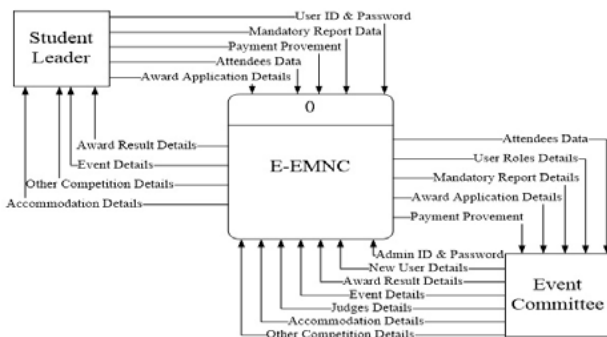 User ID & Password
Student
Leader
Mandatory Report Data
Payment Provement
Attendees Data
Award Application Details
0
E-EMNC
Award Result Details
Event Details
Other Competition Details
Accommodation Details
Attendees Data
User Roles Details
Mandatory Report Details
Award Application Details
Payment Provement
Admin ID & Password
New User Details
Award Result Details
Event Details
Judges Details
Accommodation Details
Other Competition Details
Event
Committee